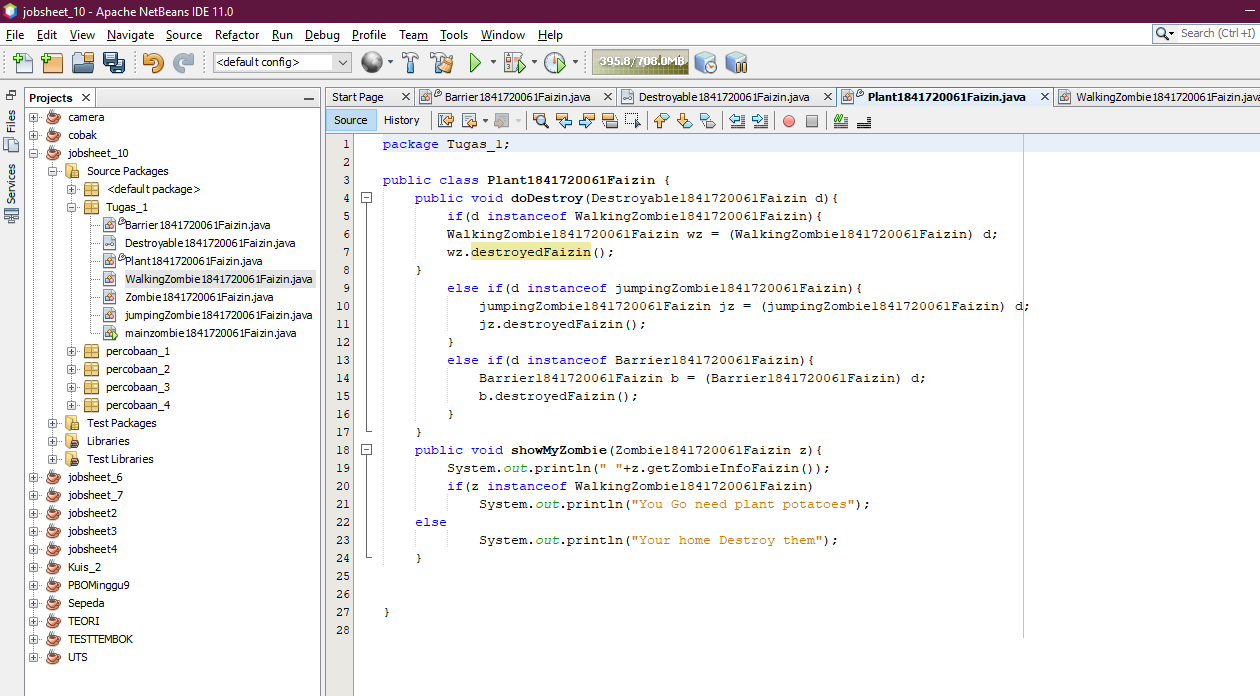 jobsheet_10 - Apache NetBeans IDE 11.0
File Edit View Navigate Source Refactor Run Debug Profile Team Tools Window Help
Search (Ctrl+I)
<default config>
395.8/708.0MB
Files
Services
Projects
camera
cobak
jobsheet_10
Source Packages
<default package>
Tugas_1
Barrier1841720061Faizin.java
Destroyable1841720061Faizin.java
Plant1841720061Faizin.java
WalkingZombie1841720061Faizin.java
Zombie1841720061Faizin.java
jumpingZombie1841720061Faizin.java
mainzombie1841720061Faizin.java
percobaan_1
percobaan_2
percobaan_3
percobaan_4
Test Packages
Libraries
Test Libraries
jobsheet_6
jobsheet_7
jobsheet2
jobsheet3
jobsheet4
Kuis_2
PBOMinggu9
Sepeda
TEORI
TESTTEMBOK
UTS
Start Page Barrier1841720061Faizin.java Destroyable1841720061Faizin.java Plant1841720061Faizin.java WalkingZombie1841720061Faizin.java
Source History
1 package Tugas_1;
2
3 public class Plant1841720061Faizin {
4 public void doDestroy(Destroyable1841720061Faizin d){
5 if(d instanceof WalkingZombie1841720061Faizin){
6 WalkingZombie1841720061Faizin wz = (WalkingZombie1841720061Faizin) d;
7 wz.destroyedFaizin();
8 }
9 else if(d instanceof jumpingZombie1841720061Faizin){
10 jumpingZombie1841720061Faizin jz = (jumpingZombie1841720061Faizin) d;
11 jz.destroyedFaizin();
12 }
13 else if(d instanceof Barrier1841720061Faizin){
14 Barrier1841720061Faizin b = (Barrier1841720061Faizin) d;
15 b.destroyedFaizin();
16 }
17 }
18 public void showMyZombie(Zombie1841720061Faizin z){
19 System.out.println(" "+z.getZombieInfoFaizin());
20 if(z instanceof WalkingZombie1841720061Faizin)
21 System.out.println("You Go need plant potatoes");
22 else
23 System.out.println("Your home Destroy them");
24 }
25
26
27 }
28